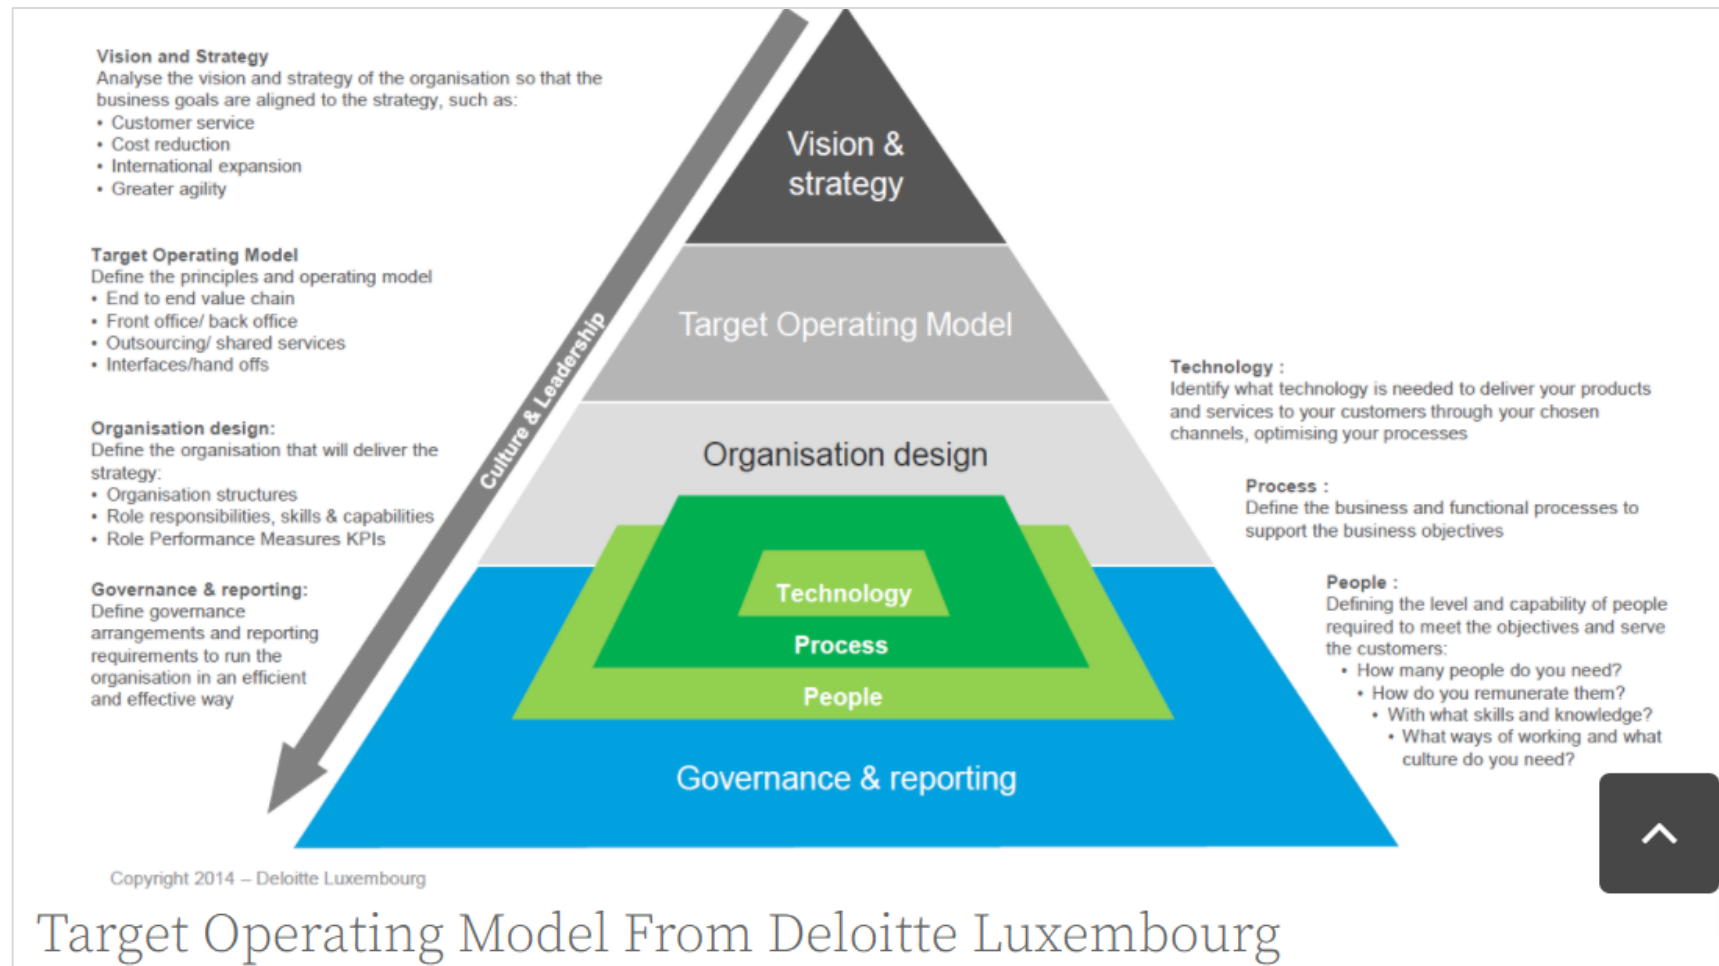 Vision and Strategy
Analyse the vision and strategy of the organisation so that the
business goals are aligned to the strategy, such as:
• Customer service
• Cost reduction
• International expansion
• Greater agility
Target Operating Model
Define the principles and operating model
• End to end value chain
• Front office/ back office
• Outsourcing/ shared services
• Interfaces/hand offs
Organisation design:
Define the organisation that will deliver the
strategy:
• Organisation structures
• Role responsibilities, skills & capabilities
• Role Performance Measures KPIs
Governance & reporting:
Define governance
arrangements and reporting
requirements to run the
organisation in an efficient
and effective way
Culture & Leadership
Vision &
strategy
Target Operating Model
Organisation design
Technology
Process
People
Governance & reporting
Technology :
Identify what technology is needed to deliver your products
and services to your customers through your chosen
channels, optimising your processes
Process :
Define the business and functional processes to
support the business objectives
People :
Defining the level and capability of people
required to meet the objectives and serve
the customers:
• How many people do you need?
• How do you remunerate them?
• With what skills and knowledge?
• What ways of working and what
culture do you need?
Copyright 2014 – Deloitte Luxembourg
Target Operating Model From Deloitte Luxembourg